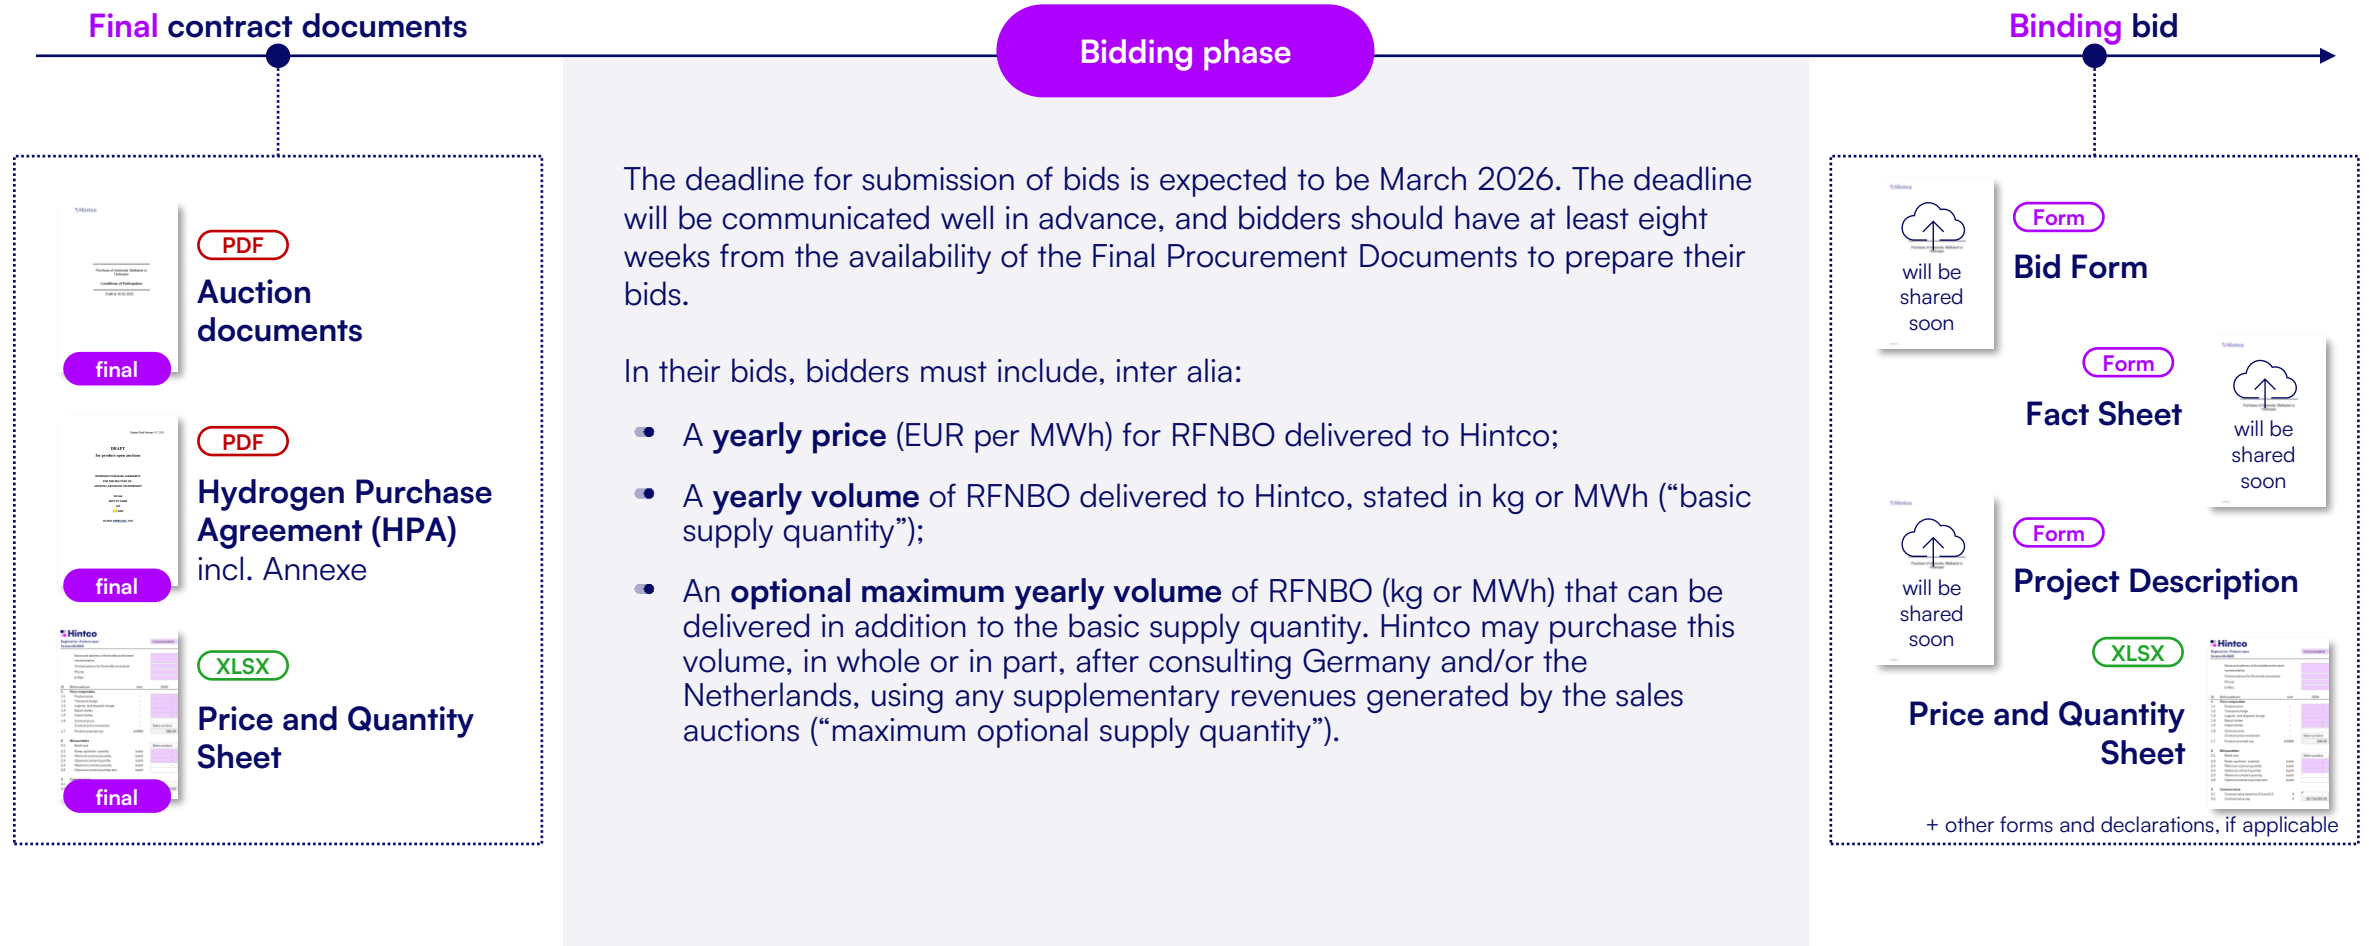 Final contract documents
Bidding phase
Binding bid
PDF
Auction
documents
final
PDF
Hydrogen Purchase
Agreement (HPA)
incl. Annexe
final
Hintco
XLSX
Price and Quantity
Sheet
final
The deadline for submission of bids is expected to be March 2026. The deadline
will be communicated well in advance, and bidders should have at least eight
weeks from the availability of the Final Procurement Documents to prepare their
bids.
In their bids, bidders must include, inter alia:
A yearly price (EUR per MWh) for RFNBO delivered to Hintco;
A yearly volume of RFNBO delivered to Hintco, stated in kg or MWh (“basic
supply quantity”);
An optional maximum yearly volume of RFNBO (kg or MWh) that can be
delivered in addition to the basic supply quantity. Hintco may purchase this
volume, in whole or in part, after consulting Germany and/or the
Netherlands, using any supplementary revenues generated by the sales
auctions (“maximum optional supply quantity”).
will be
shared
soon
Form
Bid Form
Form
Fact Sheet
will be
shared
soon
will be
shared
soon
Form
Project Description
XLSX
Price and Quantity
Sheet
Hintco
+ other forms and declarations, if applicable